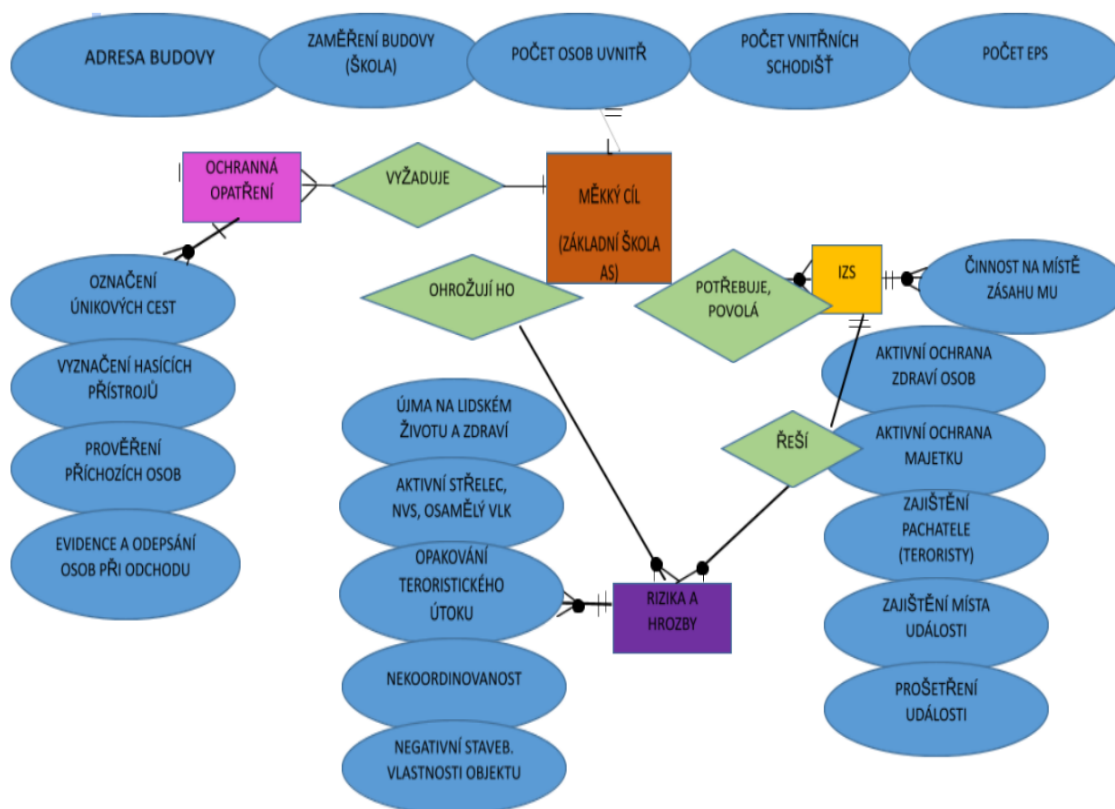 ADRESA BUDOVY
ZAMĚŘENÍ BUDOVY
(ŠKOLA)
POČET OSOB UVNITŘ
POČET VNITŘNÍCH
SCHODIŠŤ
POČET EPS
OCHRANNÁ
OPATŘENÍ
VYŽADUJE
MĚKKÝ CÍL
(ZÁKLADNÍ ŠKOLA
AS)
OHROŽUJÍ HO
POTŘEBUJE,
POVOLÁ
IZS
ČINNOST NA MÍSTĚ
ZÁSAHU MU
OZNAČENÍ
ÚNIKOVÝCH CEST
VYZNAČENÍ HASÍCÍCH
PŘÍSTROJŮ
PROVĚŘENÍ
PŘÍCHOZÍCH OSOB
EVIDENCE A ODEPSÁNÍ
OSOB PŘI ODCHODU
ÚJMA NA LIDSKÉM
ŽIVOTU A ZDRAVÍ
AKTIVNÍ STŘELEC,
NVS, OSAMĚLÝ VLK
OPAKOVÁNÍ
TERORISTICKÉHO
ÚTOKU
NEKOORDINOVANOST
NEGATIVNÍ STAVEB.
VLASTNOSTI OBJEKTU
RIZIKA A
HROZBY
ŘEŠÍ
AKTIVNÍ OCHRANA
ZDRAVÍ OSOB
AKTIVNÍ OCHRANA
MAJETKU
ZAJIŠTĚNÍ
PACHATELE
(TERORISTY)
ZAJIŠTĚNÍ MÍSTA
UDÁLOSTI
PROŠETŘENÍ
UDÁLOSTI